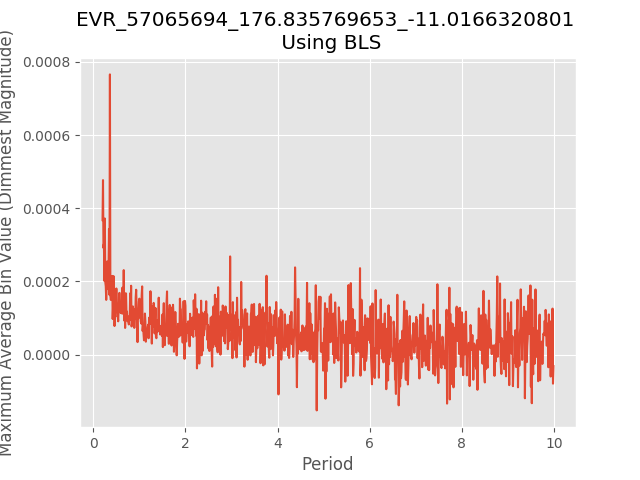 EVR_57065694_176.835769653_-11.0166320801
Using BLS
Maximum Average Bin Value (Dimmest Magnitude)
0.0008
0.0006
0.0004
0.0002
0.0000
0
2
4
6
8
10
Period